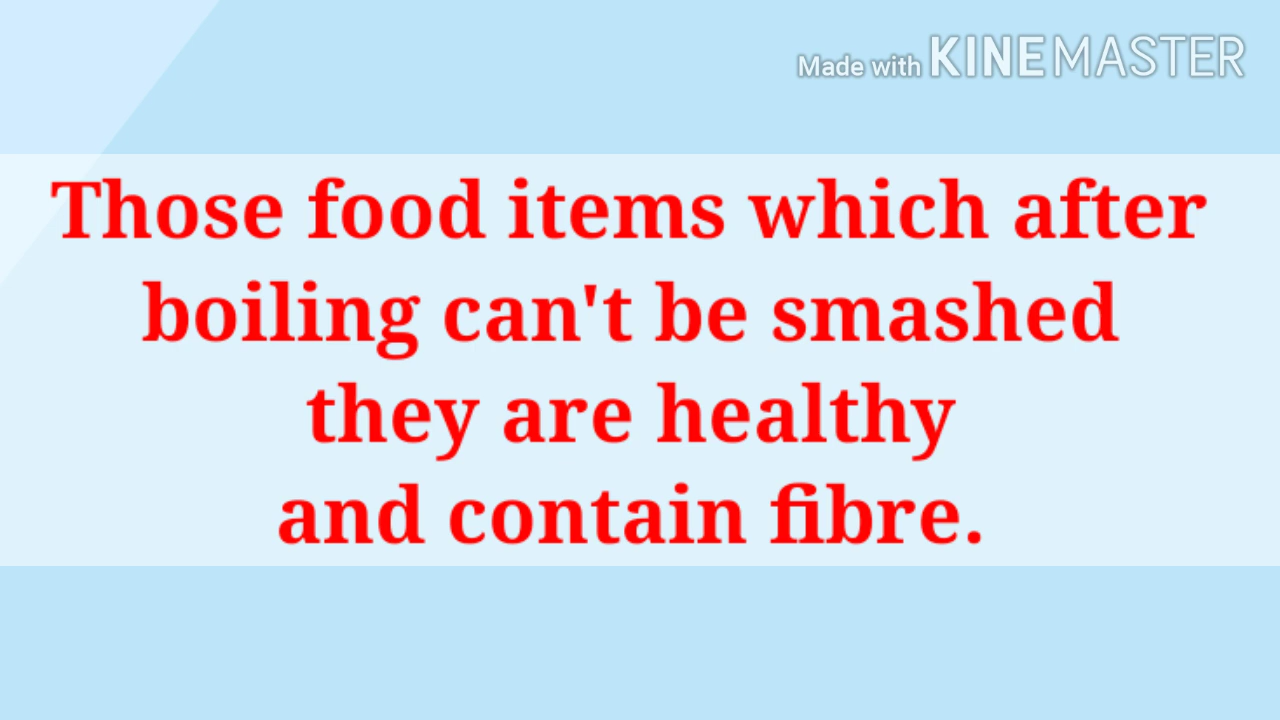 Made with KINEMASTER
Those food items which after
boiling can't be smashed
they are healthy
and contain fibre.